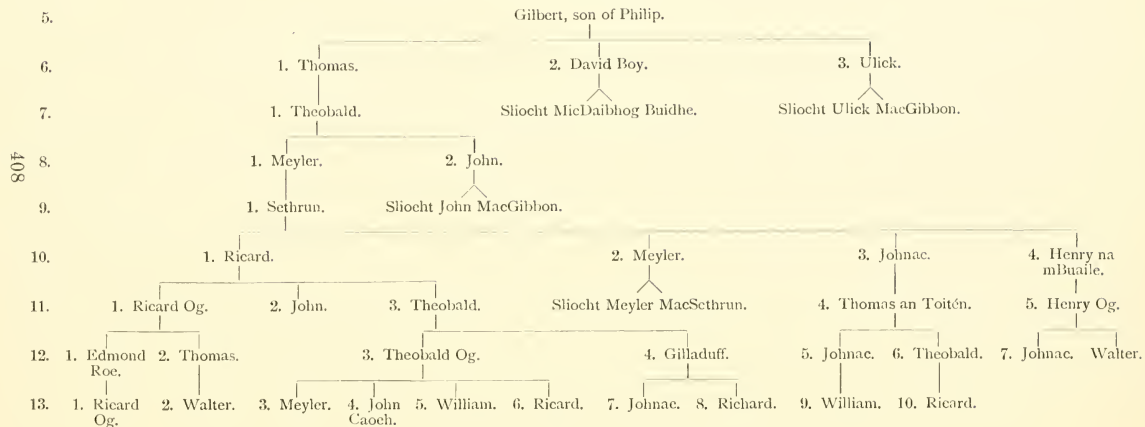 5. Gilbert, son of Philip.
6. 1. Thomas. 2. David Boy. 3. Ulick.
7. 1. Theobald. Sliocht MicDaibhog Buidhe. Sliocht Ulick MacGibbon.
408
8. 1. Meyler. 2. John.
9. 1. Sethrun. Sliocht John MacGibbon.
10. 1. Ricard. 2. Meyler. 3. Johnac. 4. Henry na
mBuaile.
11. 1. Ricard Og. 2. John. 3. Theobald. Sliocht Meyler MacSethrun. 4. Thomas an Toitén. 5. Henry Og.
12. 1. Edmond 2. Thomas. 3. Theobald Og. 4. Gilladuff. 5. Johnac. 6. Theobald. 7. Johnac. Walter.
Roe.
13. 1. Ricard 2. Walter. 3. Meyler. 4. John 5. William. 6. Ricard. 7. Johnac. 8. Richard. 9. William. 10. Ricard.
Og. Caoch.